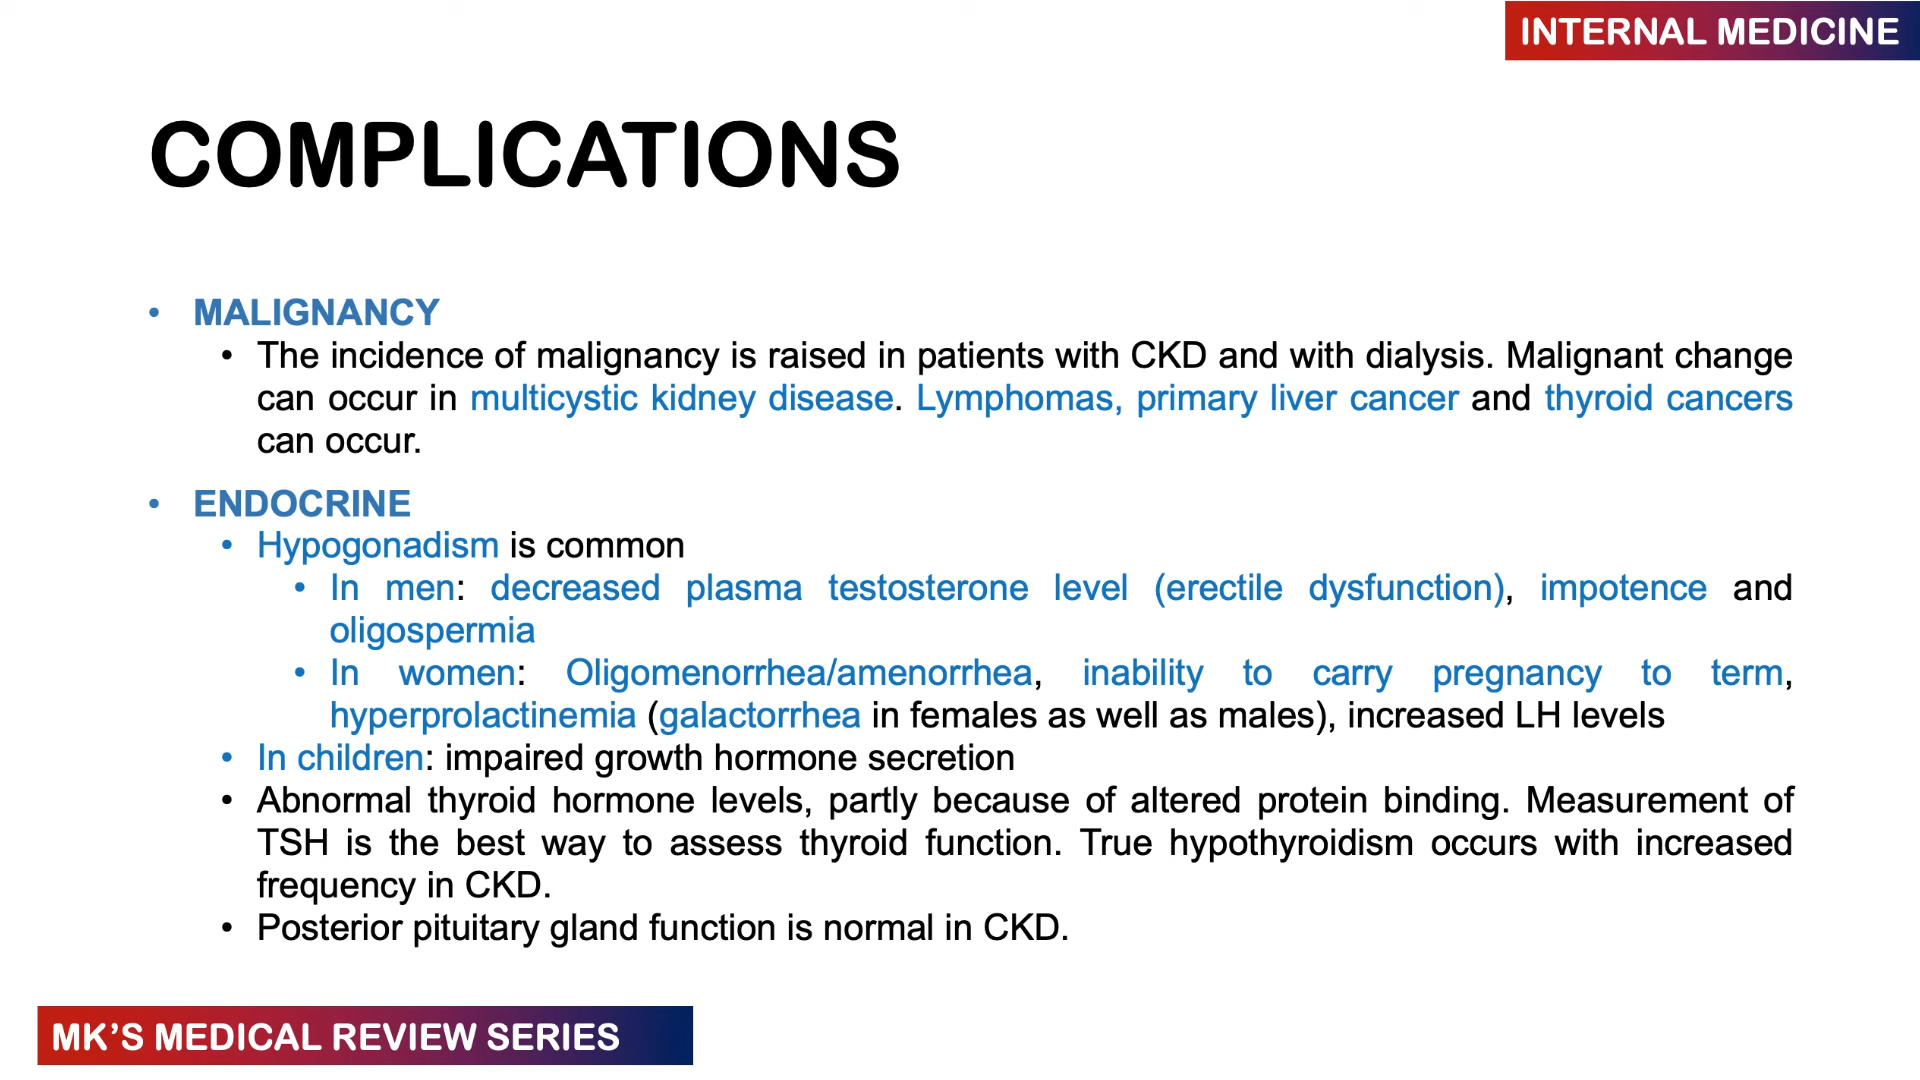 INTERNAL MEDICINE
COMPLICATIONS
• MALIGNANCY
• The incidence of malignancy is raised in patients with CKD and with dialysis. Malignant change
can occur in multicystic kidney disease. Lymphomas, primary liver cancer and thyroid cancers
can occur.
• ENDOCRINE
• Hypogonadism is common
• In men: decreased plasma testosterone level (erectile dysfunction), impotence and
oligospermia
• In women: Oligomenorrhea/amenorrhea, inability to carry pregnancy to term,
hyperprolactinemia (galactorrhea in females as well as males), increased LH levels
• In children: impaired growth hormone secretion
• Abnormal thyroid hormone levels, partly because of altered protein binding. Measurement of
TSH is the best way to assess thyroid function. True hypothyroidism occurs with increased
frequency in CKD.
• Posterior pituitary gland function is normal in CKD.
MK’S MEDICAL REVIEW SERIES